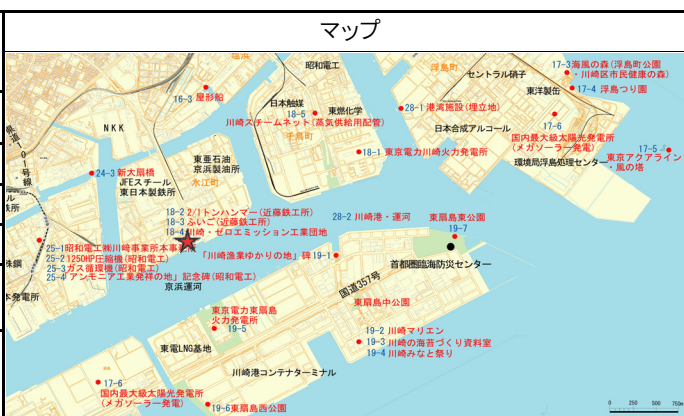 マップ
昭和電工
浮島町
セントラル硝子
17-3 海風の森(浮島町公園
・川崎区市民健康の森)
東洋製缶
17-4 浮島つり園
16-3 屋形船
日本触媒
18-5
東燃化学
川崎スチームネット(蒸気供給用配管)
千鳥町
28-1 港湾施設(埋立地)
日本合成アルコール
17-6
国内最大級太陽光発電所
(メガソーラー発電)
環境局浮島処理センター
17-5
東京アクアライン
・風の塔
NKK
県道101号線
18-1 東京電力川崎火力発電所
東亜石油
京浜製油所
水江町
24-3 新大扇橋
JFEスチール
東日本製鉄所
18-2 2/1トンハンマー(近藤鉄工所)
18-3 ふいご(近藤鉄工所)
18-4 川崎・ゼロエミッション工業団地
28-2 川崎港・運河
東扇島東公園
19-7
首都圏臨海防災センター
「川崎漁業ゆかりの地」碑 19-1
25-1 昭和電工㈱川崎事業所本事務所
25-2 1250HP圧縮機(昭和電工)
25-3 ガス循環機(昭和電工)
25-4 「アンモニア工業発祥の地」記念碑(昭和電工)
京浜運河
国道357号
東扇島中公園
東京電力東扇島
火力発電所
19-5
19-2 川崎マリエン
19-3 川崎の海苔づくり資料室
19-4 川崎みなと祭り
東電LNG基地
川崎港コンテナターミナル
17-6
国内最大級太陽光発電所
(メガソーラー発電)
19-6 東扇島西公園
0 250 500 750m